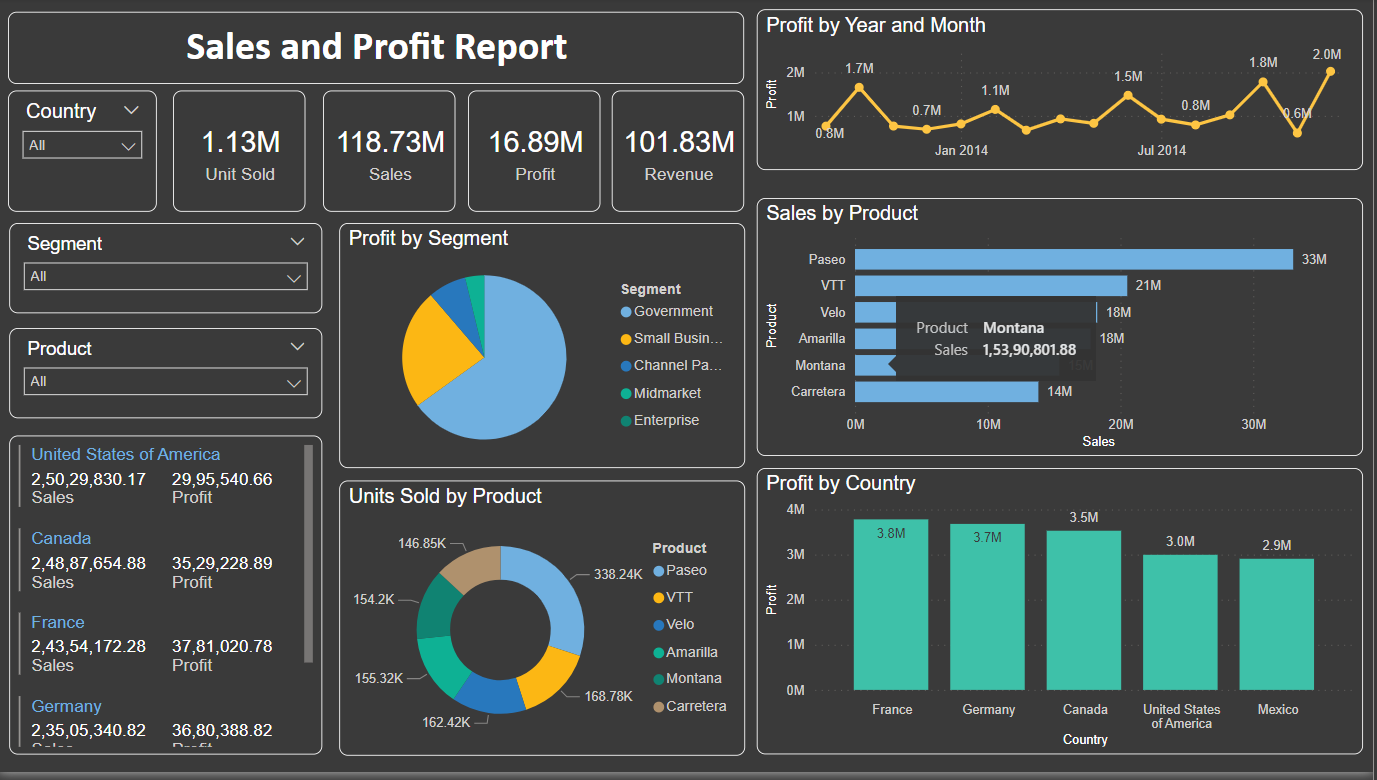 Sales and Profit Report
Country
All
1.13M
Unit Sold
118.73M
Sales
16.89M
Profit
101.83M
Revenue
Segment
All
Product
All
United States of America
2,50,29,830.17 29,95,540.66
Sales Profit
Canada
2,48,87,654.88 35,29,228.89
Sales Profit
France
2,43,54,172.28 37,81,020.78
Sales Profit
Germany
2,35,05,340.82 36,80,388.82
Sales Profit
Profit by Segment
Segment
Government
Small Busin...
Channel Pa...
Midmarket
Enterprise
Units Sold by Product
146.85K
338.24K
154.2K
155.32K
168.78K
162.42K
Product
Paseo
VTT
Velo
Amarilla
Montana
Carretera
Profit by Year and Month
Profit
2M
1M
0.8M
1.7M
0.7M
1.1M
1.5M
0.8M
1.8M
0.6M
2.0M
Jan 2014
Jul 2014
Sales by Product
Product
Paseo 33M
VTT 21M
Velo 18M
Amarilla 18M
Montana 15M
Carretera 14M
Product Montana
Sales 1,53,90,801.88
0M 10M 20M 30M
Sales
Profit by Country
Profit
4M
3M
2M
1M
0M
3.8M
3.7M
3.5M
3.0M
2.9M
France
Germany
Canada
United States
of America
Mexico
Country